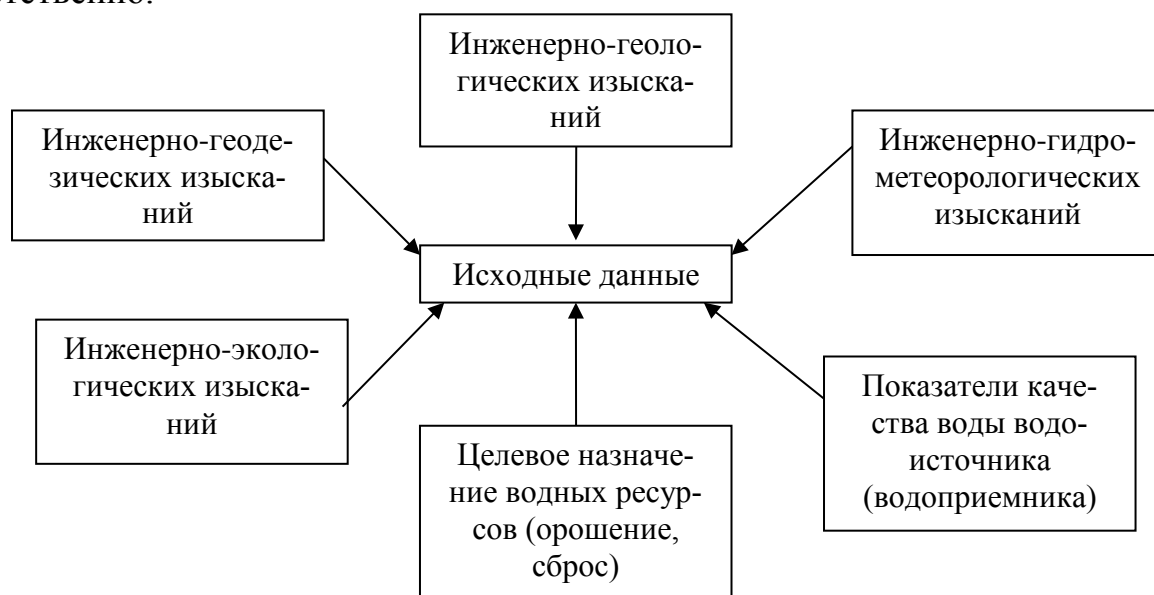 Инженерно-геоло-
гических изыска-
ний
Инженерно-геоде-
зических изыска-
ний
Инженерно-гидро-
метеорологических
изысканий
Исходные данные
Инженерно-эколо-
гических изыска-
ний
Целевое назначе-
ние водных ресур-
сов (орошение,
сброс)
Показатели каче-
ства воды водо-
источника
(водоприемника)